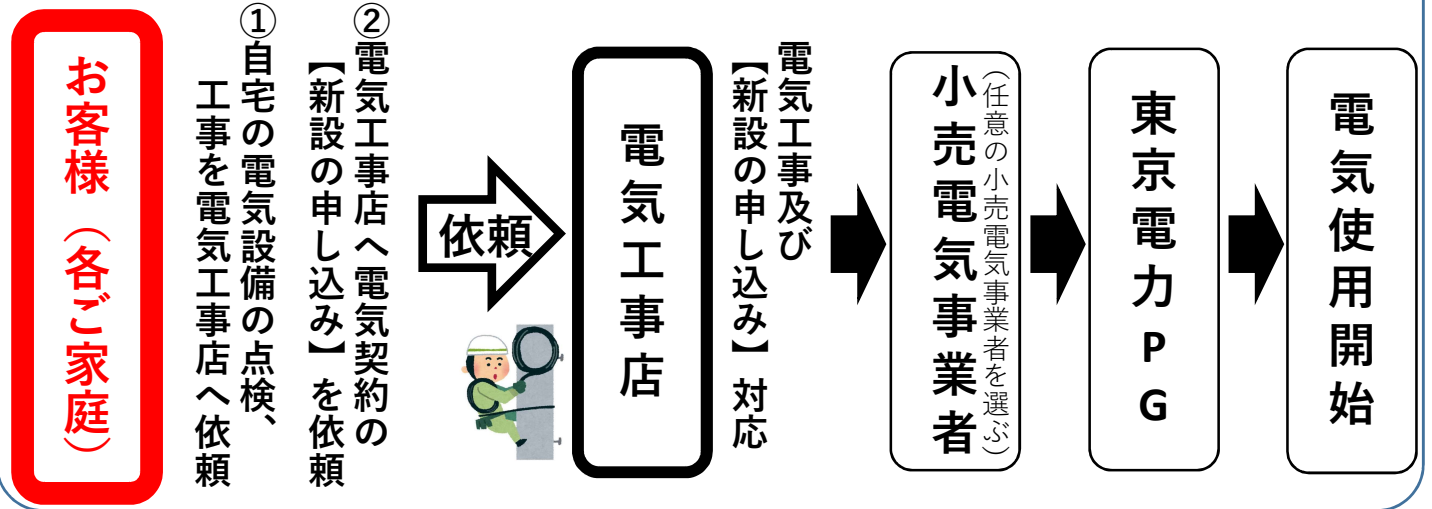 お客様（各ご家庭）
①自宅の電気設備の点検、
工事を電気工事店へ依頼
②電気工事店へ電気契約の
【新設の申し込み】を依頼
依頼
電気工事店
電気工事及び
【新設の申し込み】対応
（任意の小売電気事業者を選ぶ）
小売電気事業者
東京電力PG
電気使用開始